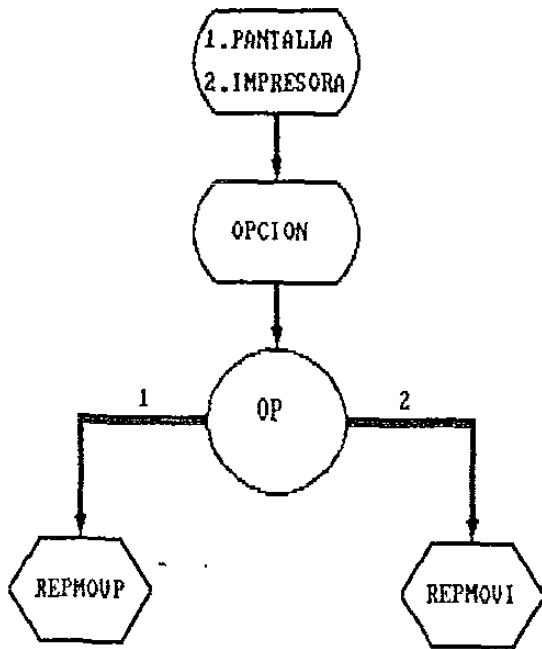 1.PANTALLA
2.IMPRESORA
OPCION
OP
1
2
REPMOVP
REPMOVI